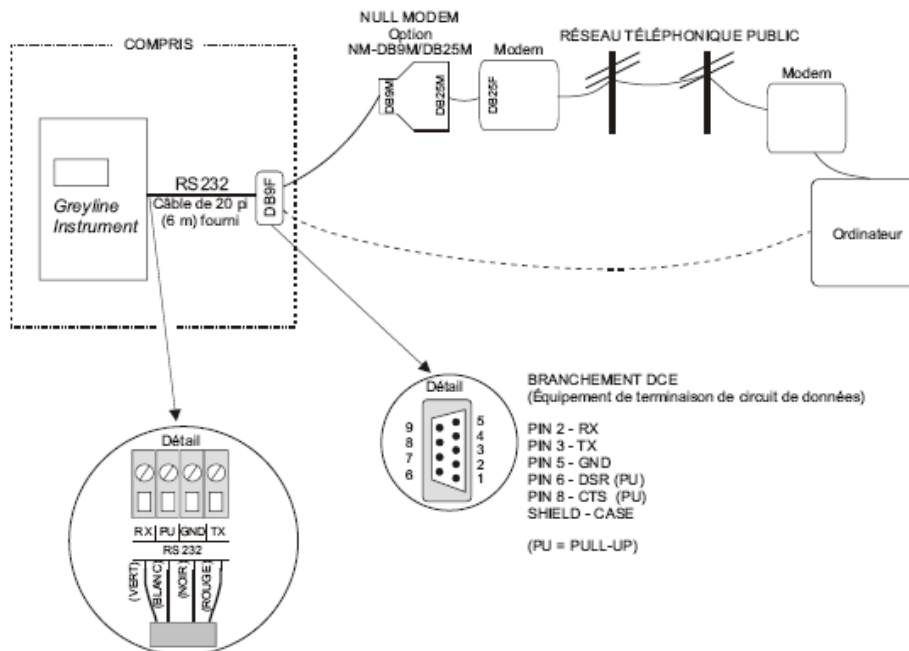 COMPRIS
NULL MODEM
Option
NM-DB9M/DB25M
Modem
RÉSEAU TÉLÉPHONIQUE PUBLIC
Modem
DB9M
DB25M
DB25F
Greyline
Instrument
RS232
Câble de 20 pi
(6 m) fourni
DB9F
Ordinateur
Détail
9
8
7
6
5
4
3
2
1
BRANCHEMENT DCE
(Équipement de terminaison de circuit de données)
PIN 2 - RX
PIN 3 - TX
PIN 5 - GND
PIN 6 - DSR (PU)
PIN 8 - CTS (PU)
SHIELD - CASE
(PU = PULL-UP)
Détail
RX PU GND TX
RS 232
(VERT)
(BLANC)
(NOIR)
(ROUGE)